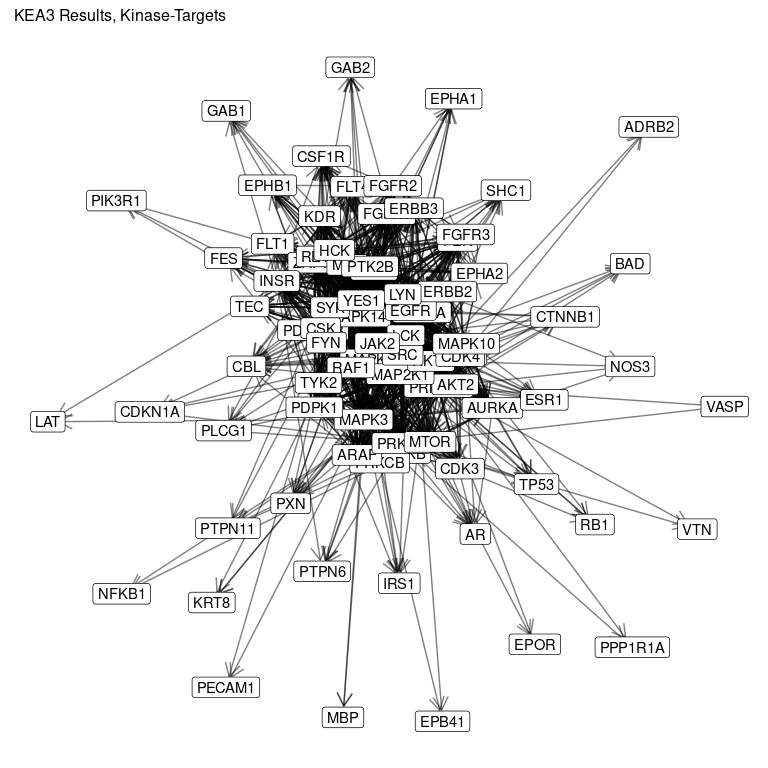 KEA3 Results, Kinase-Targets
GAB2
EPHA1
GAB1
ADRB2
CSF1R
EPHB1
FGFR2
SHC1
PIK3R1
KDR
ERBB3
FGFR3
FLT1
HCK
FES
PTK2B
BAD
EPHA2
INSR
ERBB2
LYN
YES1
TEC
EGFR
CTNNB1
CSK
LCK
FYN
JAK2
MAPK10
SRC
CDK4
CBL
RAF1
NOS3
MAP2K1
TYK2
AKT2
ESR1
PDPK1
AURKA
VASP
CDKN1A
LAT
MAPK3
PLCG1
MTOR
CDK3
TP53
PXN
PTPN11
RB1
VTN
AR
PTPN6
IRS1
NFKB1
KRT8
EPOR
PPP1R1A
PECAM1
MBP
EPB41